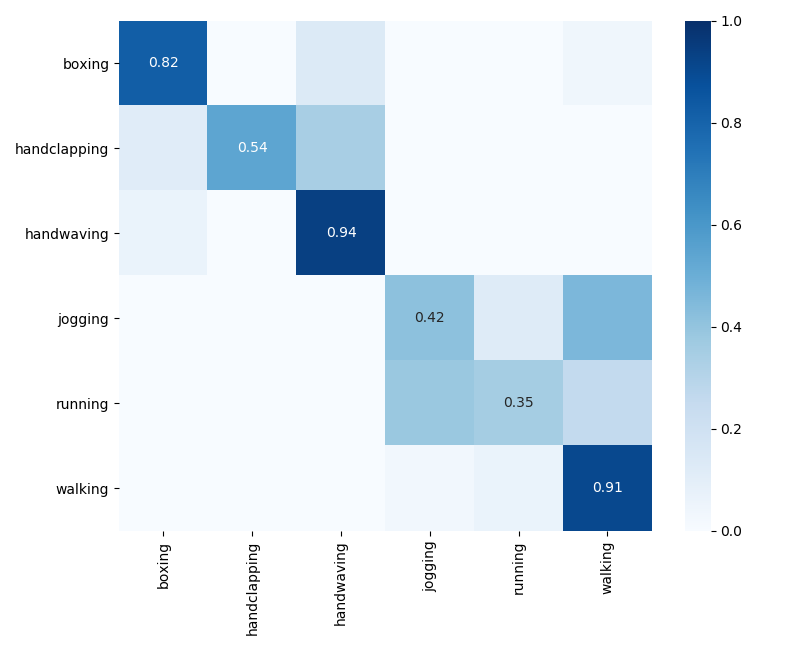 boxing
handclapping
handwaving
jogging
running
walking
0.82
0.54
0.94
0.42
0.35
0.91
boxing
handclapping
handwaving
jogging
running
walking
1.0
0.8
0.6
0.4
0.2
0.0